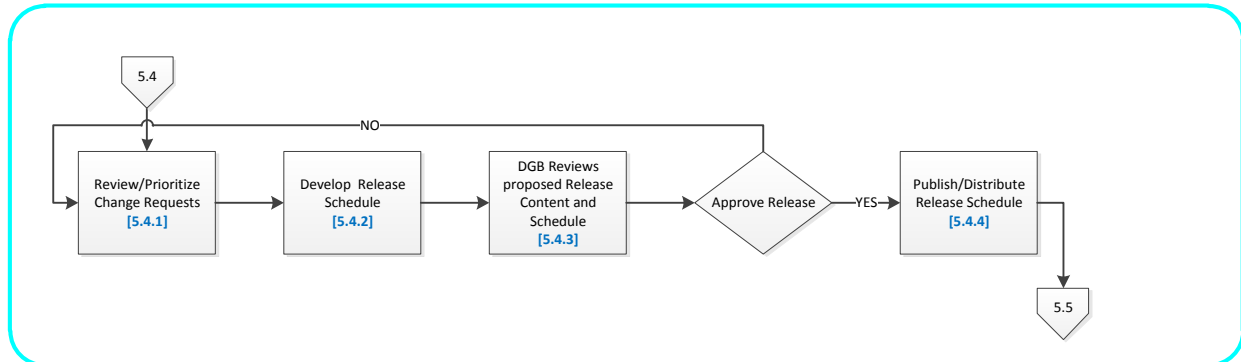 5.4
NO
Review/Prioritize
Change Requests
[5.4.1]
Develop Release
Schedule
[5.4.2]
DGB Reviews
proposed Release
Content and
Schedule
[5.4.3]
Approve Release
YES
Publish/Distribute
Release Schedule
[5.4.4]
5.5